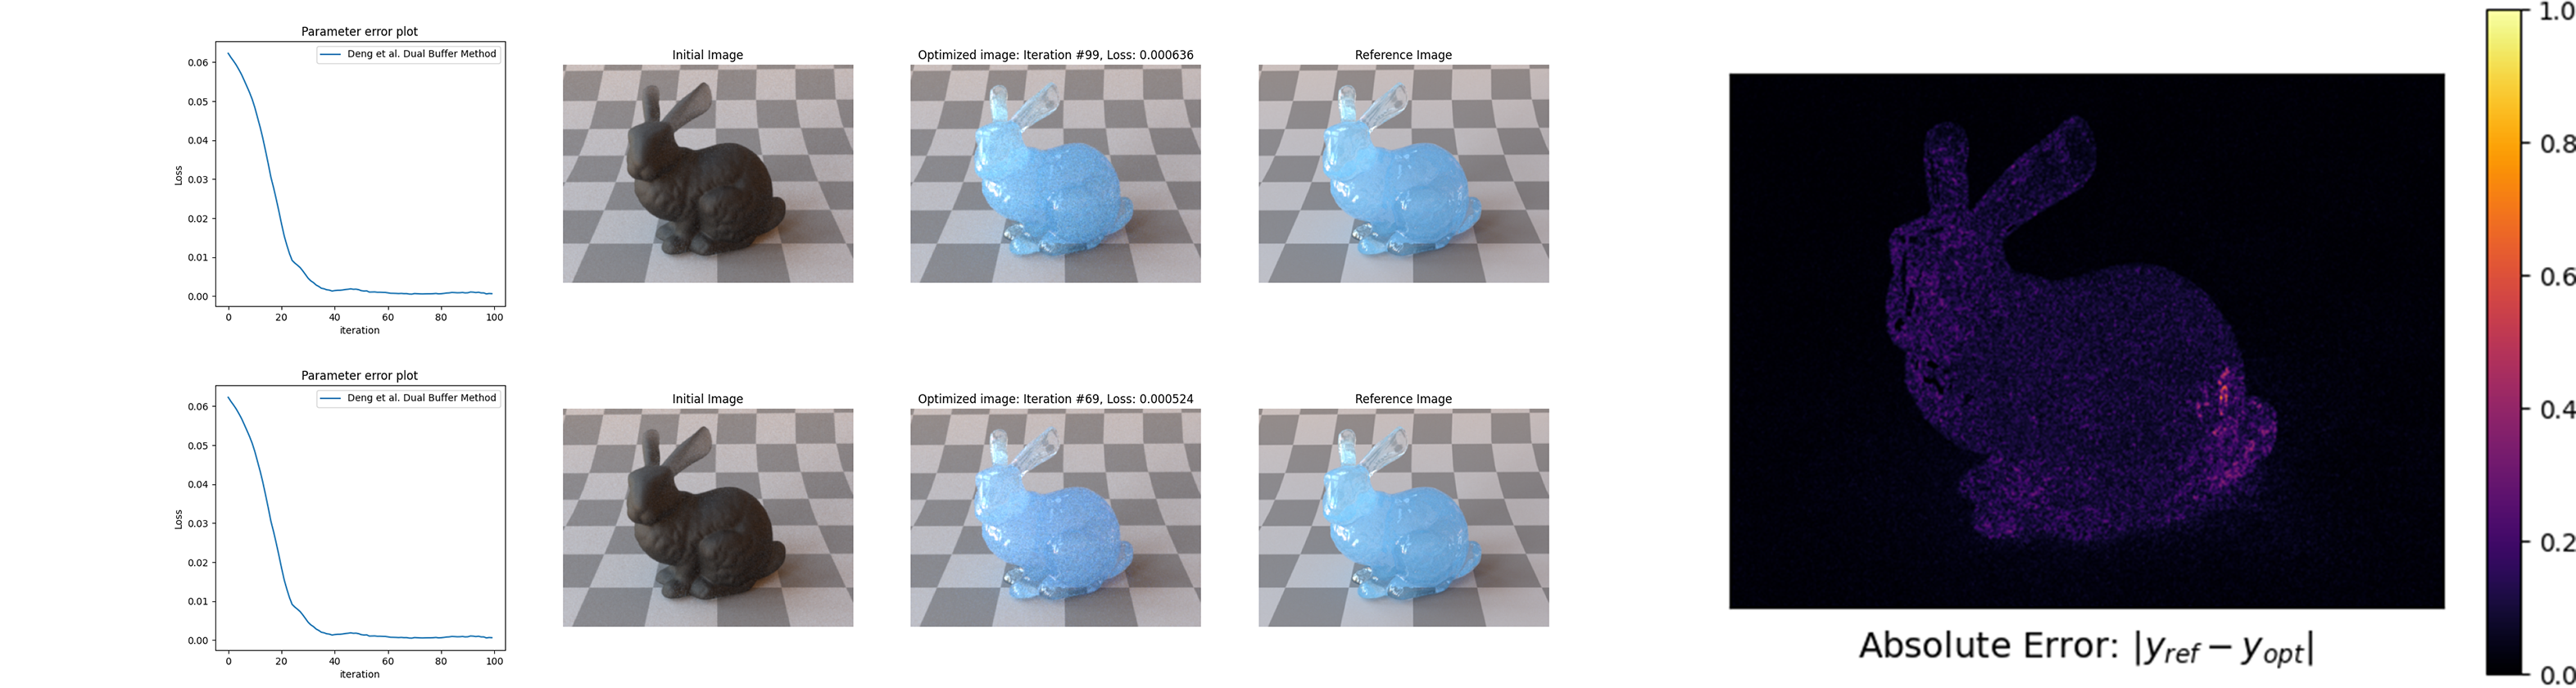 Parameter error plot
Deng et al. Dual Buffer Method
0.06
0.05
0.04
0.03
0.02
0.01
0.00
Loss
0 20 40 60 80 100
iteration
Initial Image
Optimized image: Iteration #99, Loss: 0.000636
Reference Image
Parameter error plot
Deng et al. Dual Buffer Method
0.06
0.05
0.04
0.03
0.02
0.01
0.00
Loss
0 20 40 60 80 100
iteration
Initial Image
Optimized image: Iteration #69, Loss: 0.000524
Reference Image
1.0
0.8
0.6
0.4
0.2
0.0
Absolute Error: |y_ref − y_opt|